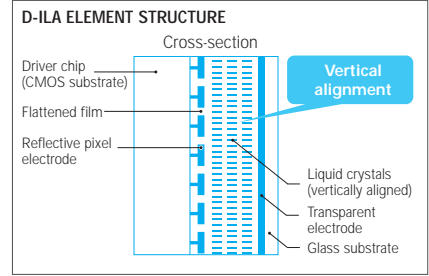 D-ILA ELEMENT STRUCTURE
Cross-section
Driver chip
(CMOS substrate)
Flattened film
Reflective pixel
electrode
Vertical
alignment
Liquid crystals
(vertically aligned)
Transparent
electrode
Glass substrate